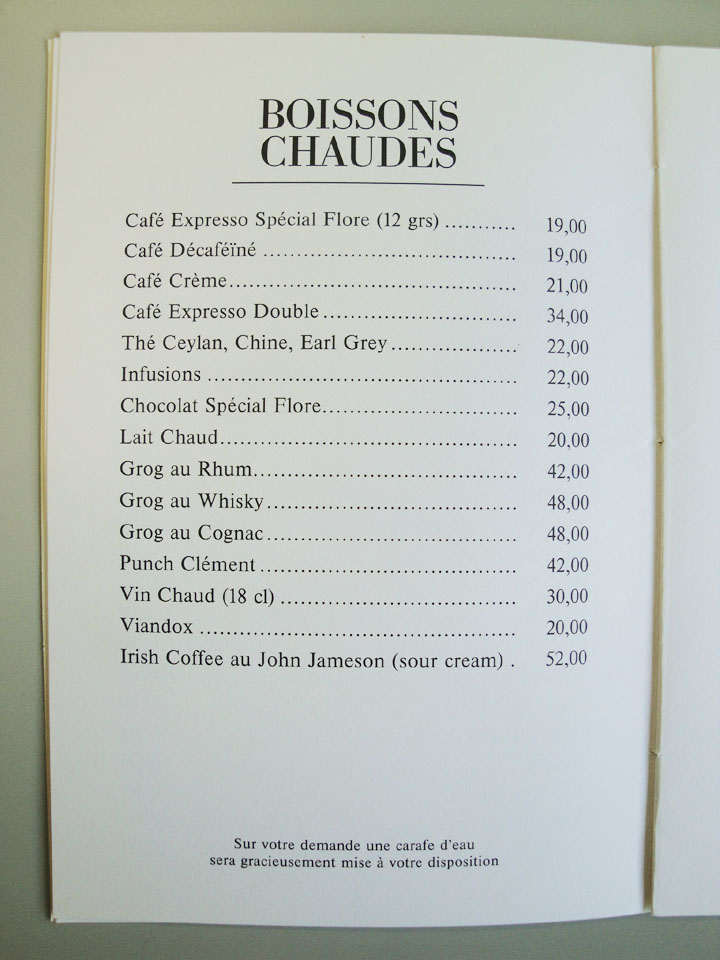 BOISSONS
CHAUDES
Café Expresso Spécial Flore (12 grs) ........... 19,00
Café Décaféïné ................................. 19,00
Café Crème..................................... 21,00
Café Expresso Double......................... 34,00
Thé Ceylan, Chine, Earl Grey................ 22,00
Infusions ....................................... 22,00
Chocolat Spécial Flore......................... 25,00
Lait Chaud...................................... 20,00
Grog au Rhum.................................. 42,00
Grog au Whisky................................ 48,00
Grog au Cognac................................ 48,00
Punch Clément ................................. 42,00
Vin Chaud (18 cl) .............................. 30,00
Viandox ........................................ 20,00
Irish Coffee au John Jameson (sour cream) . 52,00
Sur votre demande une carafe d'eau
sera gracieusement mise à votre disposition